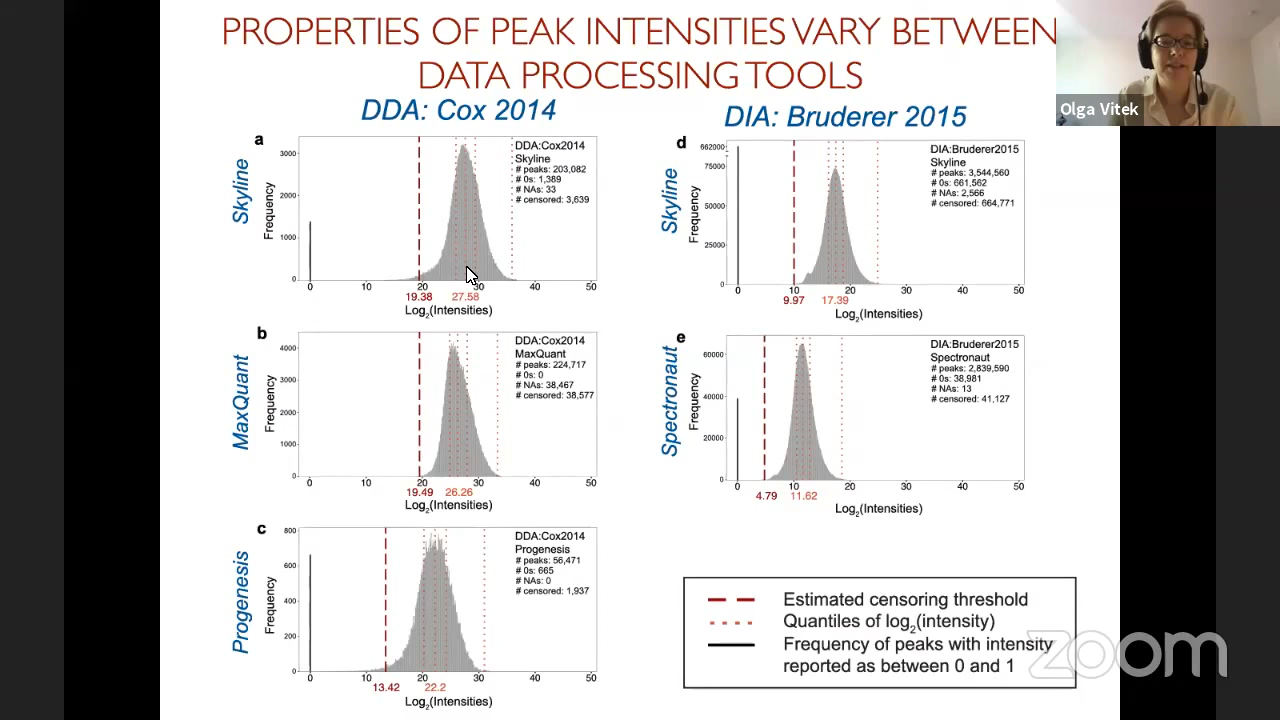 PROPERTIES OF PEAK INTENSITIES VARY BETWEEN
DATA PROCESSING TOOLS
Olga Vitek
DDA: Cox 2014
DIA: Bruderer 2015
a
Skyline
Frequency
3000
2000
1000
0
DDA:Cox2014
Skyline
# peaks: 203,082
# 0s: 1,389
# NAs: 33
# censored: 3,639
0 10 20 30 40 50
19.38 27.58
Log2(Intensities)
b
MaxQuant
Frequency
4000
3000
2000
1000
0
DDA:Cox2014
MaxQuant
# peaks: 224,717
# 0s: 0
# NAs: 38,467
# censored: 38,577
0 10 20 30 40 50
19.49 26.26
Log2(Intensities)
c
Progenesis
Frequency
800
600
400
200
0
DDA:Cox2014
Progenesis
# peaks: 56,471
# 0s: 665
# NAs: 0
# censored: 1,937
0 10 20 30 40 50
13.42 22.2
Log2(Intensities)
d
Skyline
Frequency
662000
75000
50000
25000
0
DIA:Bruderer2015
Skyline
# peaks: 3,544,560
# 0s: 661,562
# NAs: 2,566
# censored: 664,771
0 10 20 30 40 50
9.97 17.39
Log2(Intensities)
e
Spectronaut
Frequency
60000
40000
20000
0
DIA:Bruderer2015
Spectronaut
# peaks: 2,839,590
# 0s: 38,981
# NAs: 13
# censored: 41,127
0 10 20 30 40 50
4.79 11.62
Log2(Intensities)
Estimated censoring threshold
Quantiles of log2(intensity)
Frequency of peaks with intensity
reported as between 0 and 1
zoom